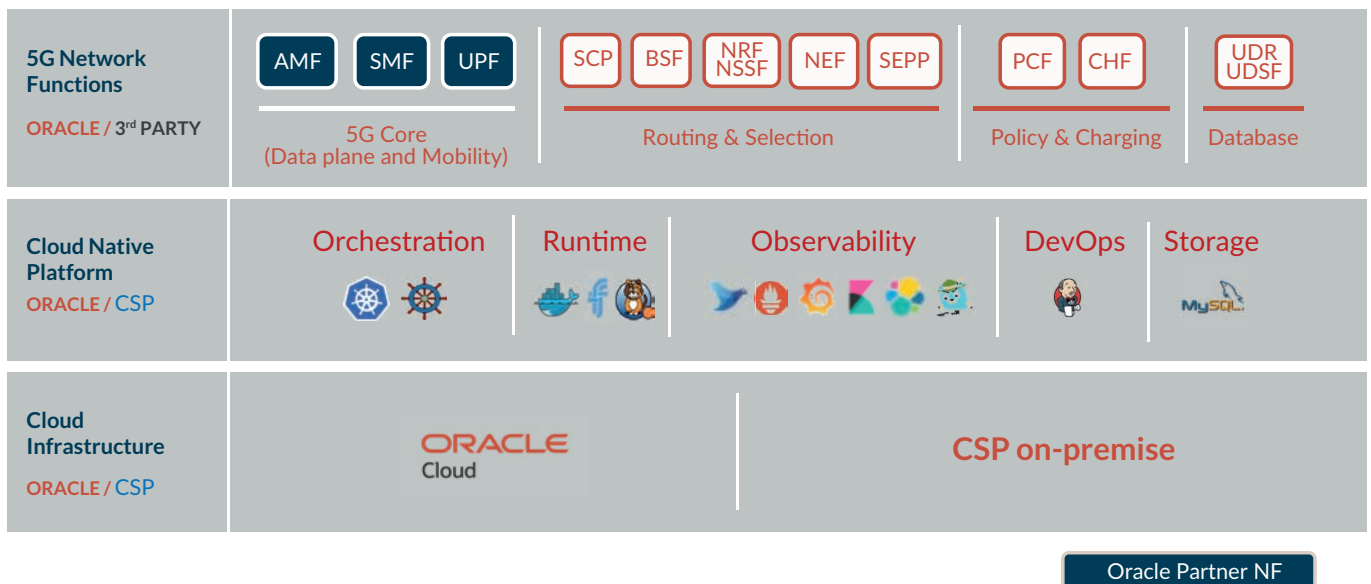 5G Network
Functions
ORACLE / 3rd PARTY
AMF
SMF
UPF
5G Core
(Data plane and Mobility)
SCP
BSF
NRF
NSSF
NEF
SEPP
Routing & Selection
PCF
CHF
Policy & Charging
UDR
UDSF
Database
Cloud Native
Platform
ORACLE / CSP
Orchestration
Runtime
Observability
DevOps
Storage
MySQL
Cloud
Infrastructure
ORACLE / CSP
ORACLE
Cloud
CSP on-premise
Oracle Partner NF